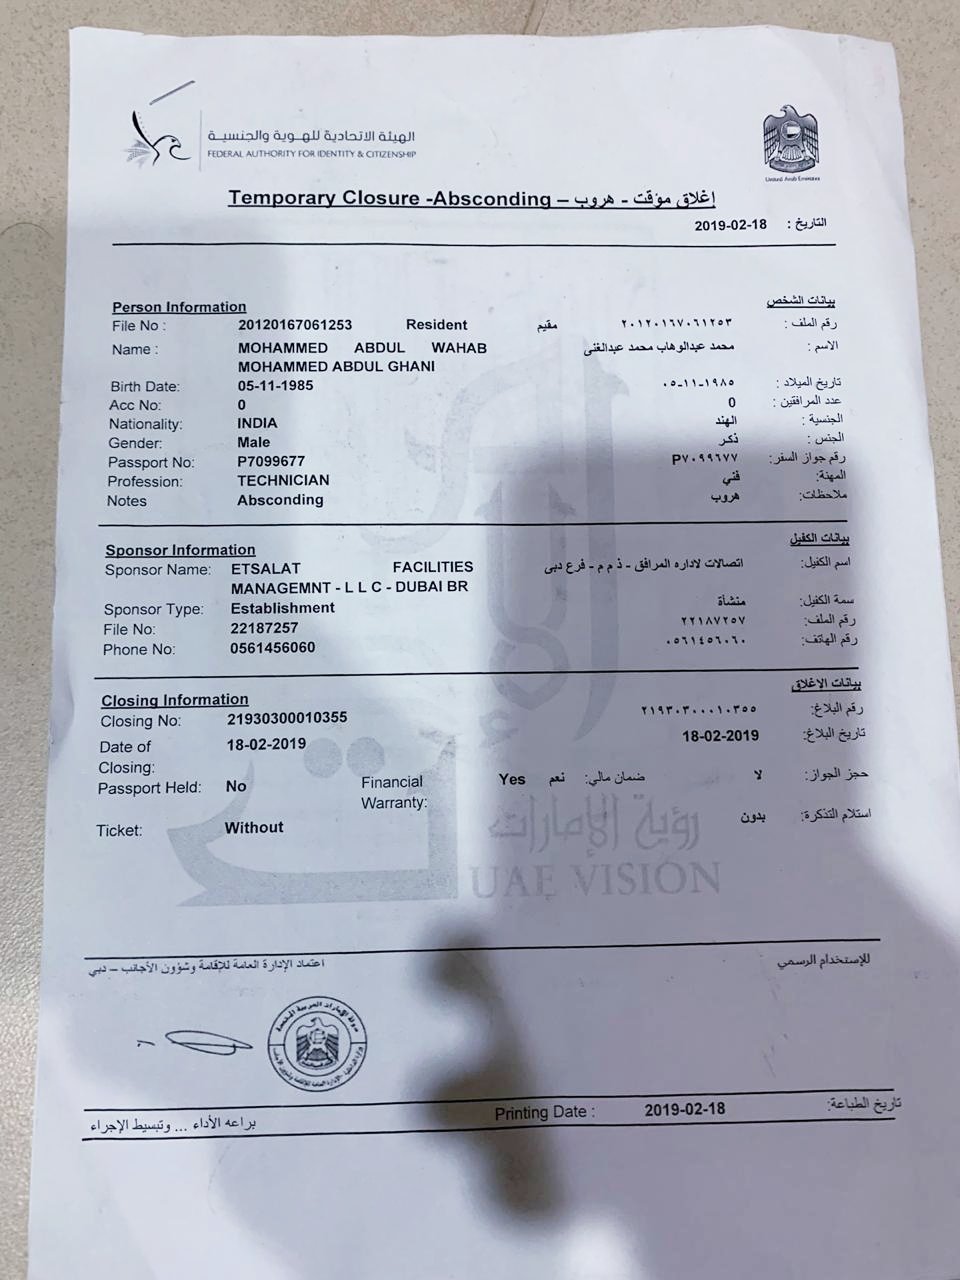 الهيئة الاتحادية للهوية والجنسية
FEDERAL AUTHORITY FOR IDENTITY & CITIZENSHIP
United Arab Emirates
Temporary Closure -Absconding – إغلاق مؤقت - هروب
التاريخ : 2019-02-18
Person Information بيانات الشخص
File No : 20120167061253 Resident مقيم ٢٠١٢٠١٦٧٠٦١٢٥٣ رقم الملف :
Name : MOHAMMED ABDUL WAHAB محمد عبدالوهاب محمد عبدالغنى الاسم :
MOHAMMED ABDUL GHANI
Birth Date: 05-11-1985 ٠٥-١١-١٩٨٥ تاريخ الميلاد :
Acc No: 0 0 عدد المرافقين :
Nationality: INDIA الهند الجنسية :
Gender: Male ذكر الجنس :
Passport No: P7099677 P٧٠٩٩٦٧٧ رقم جواز السفر:
Profession: TECHNICIAN فني المهنة:
Notes Absconding هروب ملاحظات:
Sponsor Information بيانات الكفيل
Sponsor Name: ETSALAT FACILITIES اتصالات لاداره المرافق - ذ م م - فرع دبى اسم الكفيل:
MANAGEMNT - L L C - DUBAI BR
Sponsor Type: Establishment منشأة سمة الكفيل:
File No: 22187257 ٢٢١٨٧٢٥٧ رقم الملف:
Phone No: 0561456060 ٠٥٦١٤٥٦٠٦٠ رقم الهاتف:
Closing Information بيانات الاغلاق
Closing No: 21930300010355 ٢١٩٣٠٣٠٠٠١٠٣٥٥ رقم البلاغ:
Date of 18-02-2019 18-02-2019 تاريخ البلاغ:
Closing:
Passport Held: No Financial Yes نعم ضمان مالي: لا حجز الجواز:
Warranty:
Ticket: Without بدون استلام التذكرة:
رؤية الإمارات
UAE VISION
اعتماد الإدارة العامة للإقامة وشؤون الأجانب – دبي للإستخدام الرسمي
دولة الإمارات العربية المتحدة
براعه الأداء ... وتبسيط الإجراء Printing Date : 2019-02-18 تاريخ الطباعة: